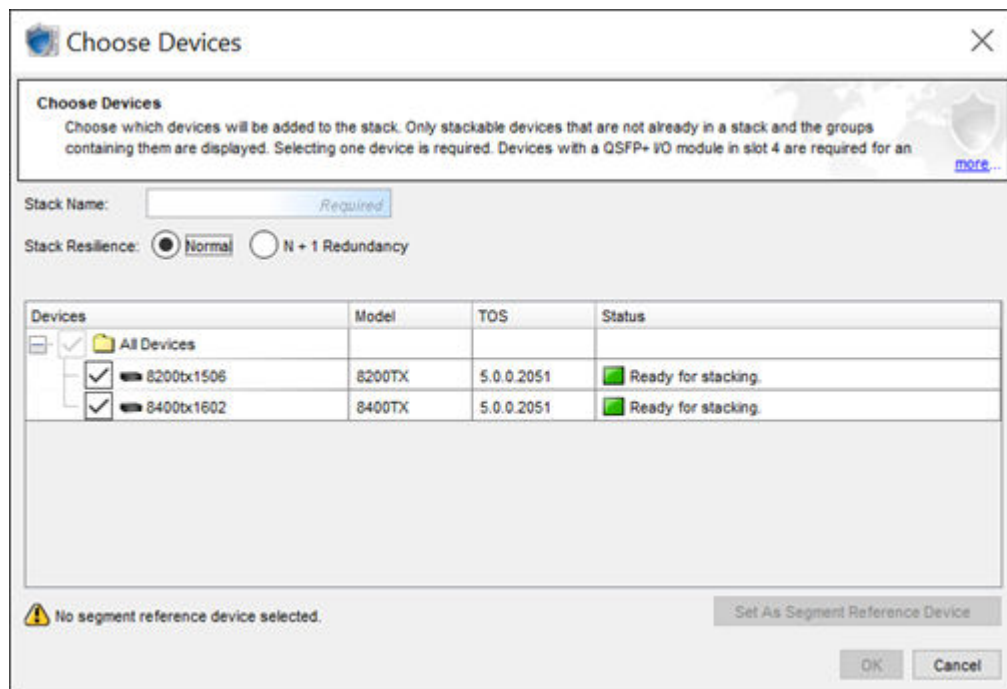 Choose Devices
Choose Devices
Choose which devices will be added to the stack. Only stackable devices that are not already in a stack and the groups
containing them are displayed. Selecting one device is required. Devices with a QSFP+ I/O module in slot 4 are required for an
more...
Stack Name: Required
Stack Resilience: Normal N + 1 Redundancy
Devices Model TOS Status
All Devices
8200tx1506 8200TX 5.0.0.2051 Ready for stacking.
8400tx1602 8400TX 5.0.0.2051 Ready for stacking.
No segment reference device selected. Set As Segment Reference Device
OK Cancel